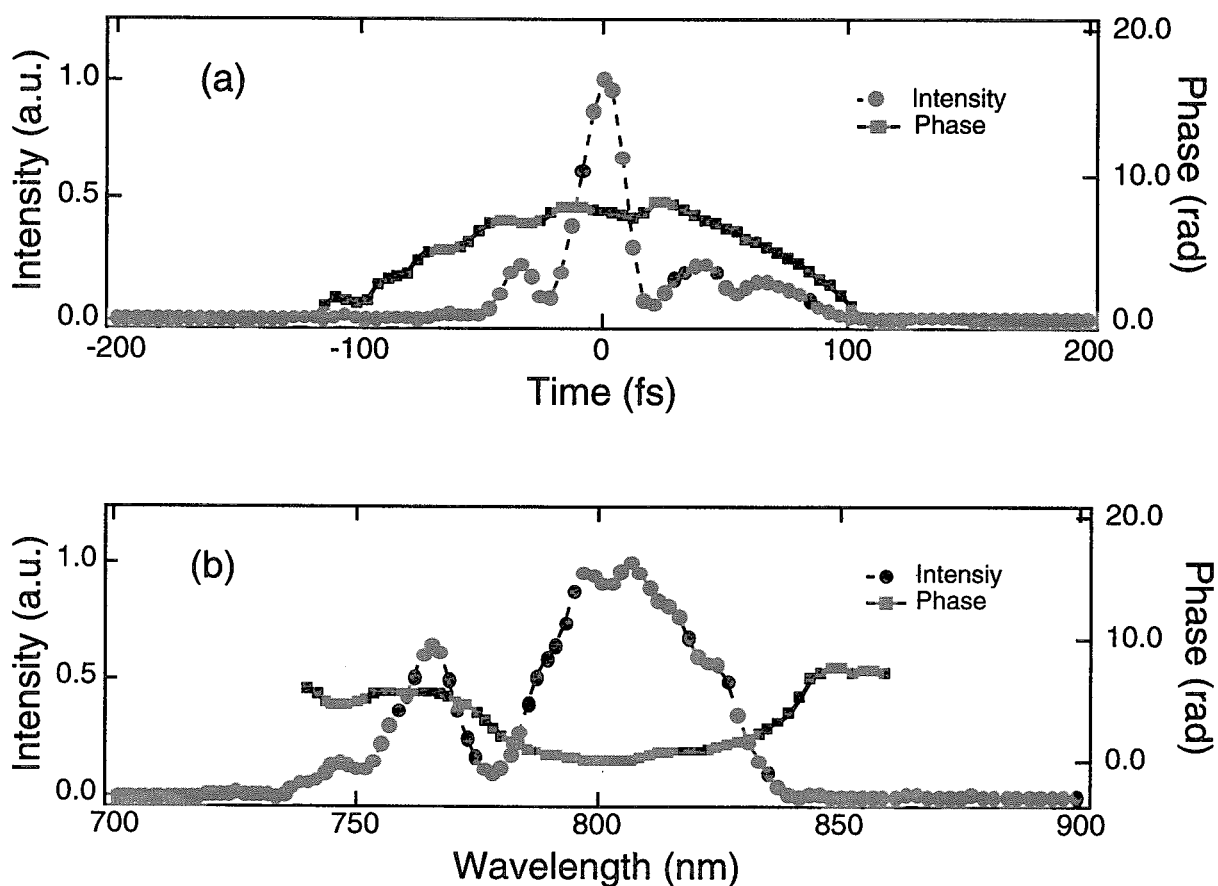 (a)
Intensity (a.u.)
1.0
0.5
0.0
Intensity
Phase
20.0
10.0
0.0
Phase (rad)
-200
-100
0
100
200
Time (fs)
(b)
Intensity (a.u.)
1.0
0.5
0.0
Intensiy
Phase
20.0
10.0
0.0
Phase (rad)
700
750
800
850
900
Wavelength (nm)